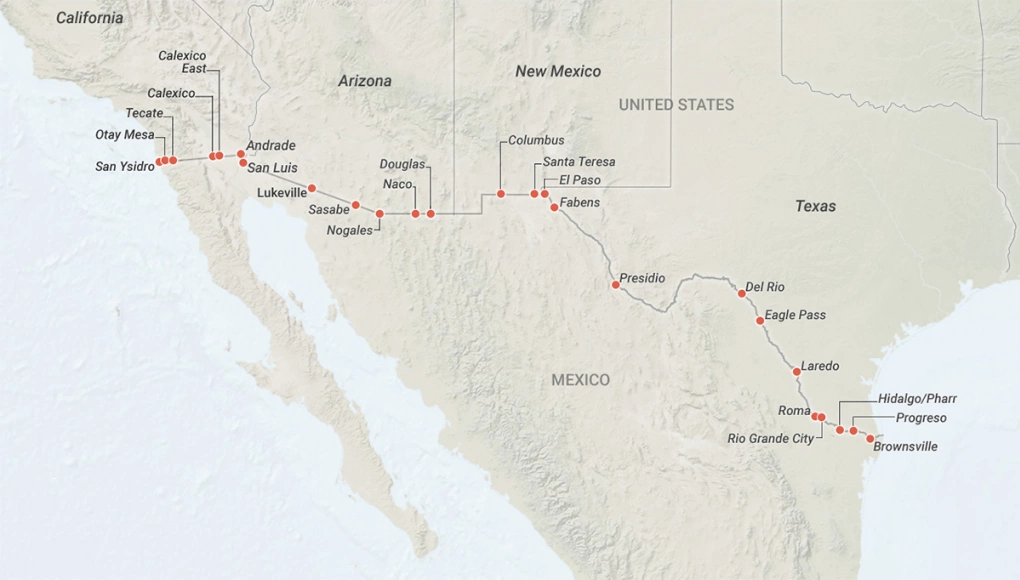 California
Calexico
East
Arizona
New Mexico
Calexico
UNITED STATES
Tecate
Otay Mesa
Columbus
Andrade
San Ysidro
San Luis
Douglas
Santa Teresa
El Paso
Naco
Lukeville
Fabens
Sasabe
Texas
Nogales
Presidio
Del Rio
Eagle Pass
Laredo
MEXICO
Hidalgo/Pharr
Roma
Progreso
Rio Grande City
Brownsville